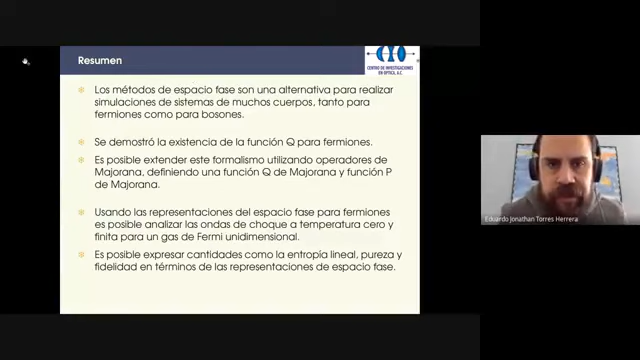 Resumen
CENTRO DE INVESTIGACIONES
EN ÓPTICA, A.C.
Los métodos de espacio fase son una alternativa para realizar
simulaciones de sistemas de muchos cuerpos, tanto para
fermiones como para bosones.
Se demostró la existencia de la función Q para fermiones.
Es posible extender este formalismo utilizando operadores de
Majorana, definiendo una función Q de Majorana y función P
de Majorana.
Usando las representaciones del espacio fase para fermiones
es posible analizar las ondas de choque a temperatura cero y
finita para un gas de Fermi unidimensional.
Es posible expresar cantidades como la entropía lineal, pureza y
fidelidad en términos de las representaciones de espacio fase.
Eduardo Jonathan Torres Herrera